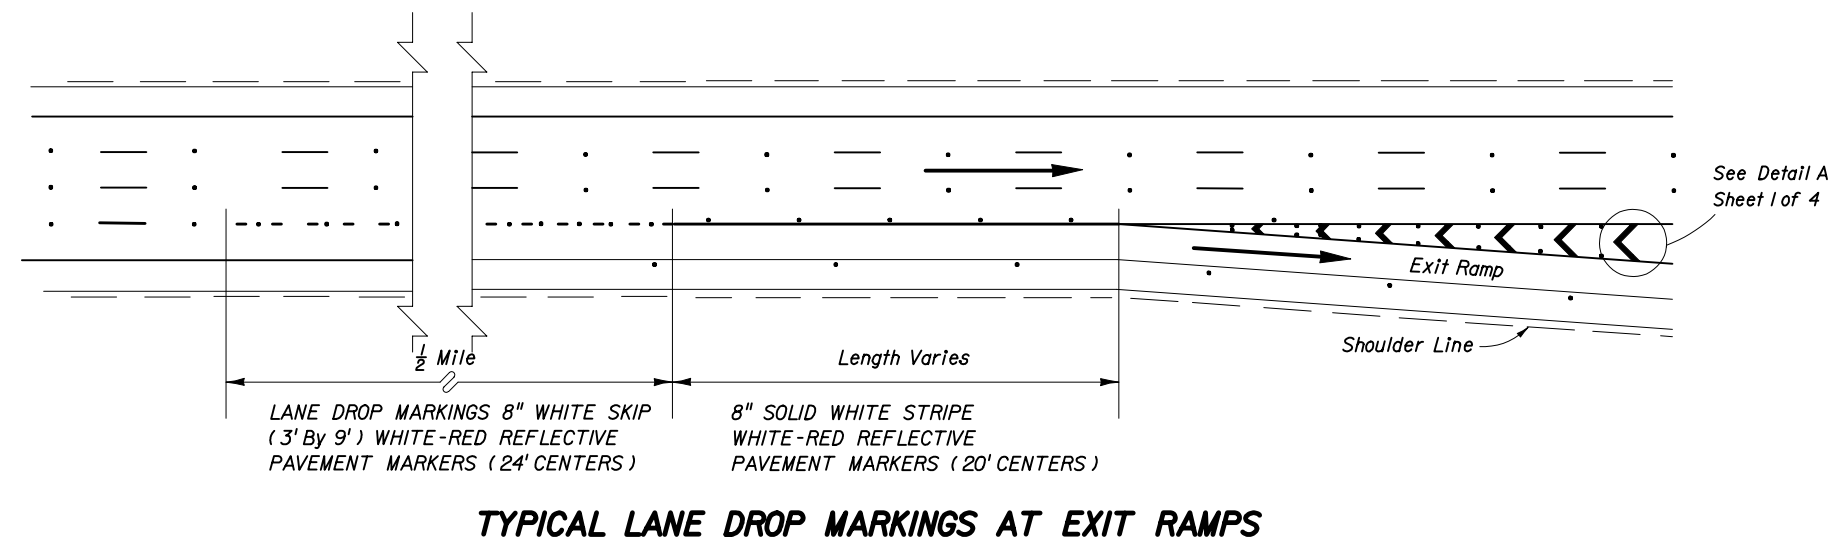 See Detail A
Sheet 1 of 4
Exit Ramp
Shoulder Line
1/2 Mile
Length Varies
LANE DROP MARKINGS 8" WHITE SKIP
(3' By 9') WHITE-RED REFLECTIVE
PAVEMENT MARKERS (24' CENTERS)
8" SOLID WHITE STRIPE
WHITE-RED REFLECTIVE
PAVEMENT MARKERS (20' CENTERS)
TYPICAL LANE DROP MARKINGS AT EXIT RAMPS